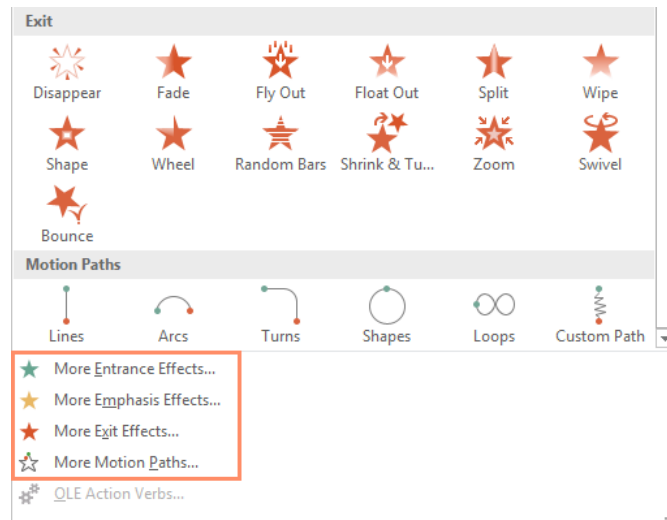 Exit
Disappear Fade Fly Out Float Out Split Wipe
Shape Wheel Random Bars Shrink & Tu... Zoom Swivel
Bounce
Motion Paths
Lines Arcs Turns Shapes Loops Custom Path
More Entrance Effects...
More Emphasis Effects...
More Exit Effects...
More Motion Paths...
OLE Action Verbs...